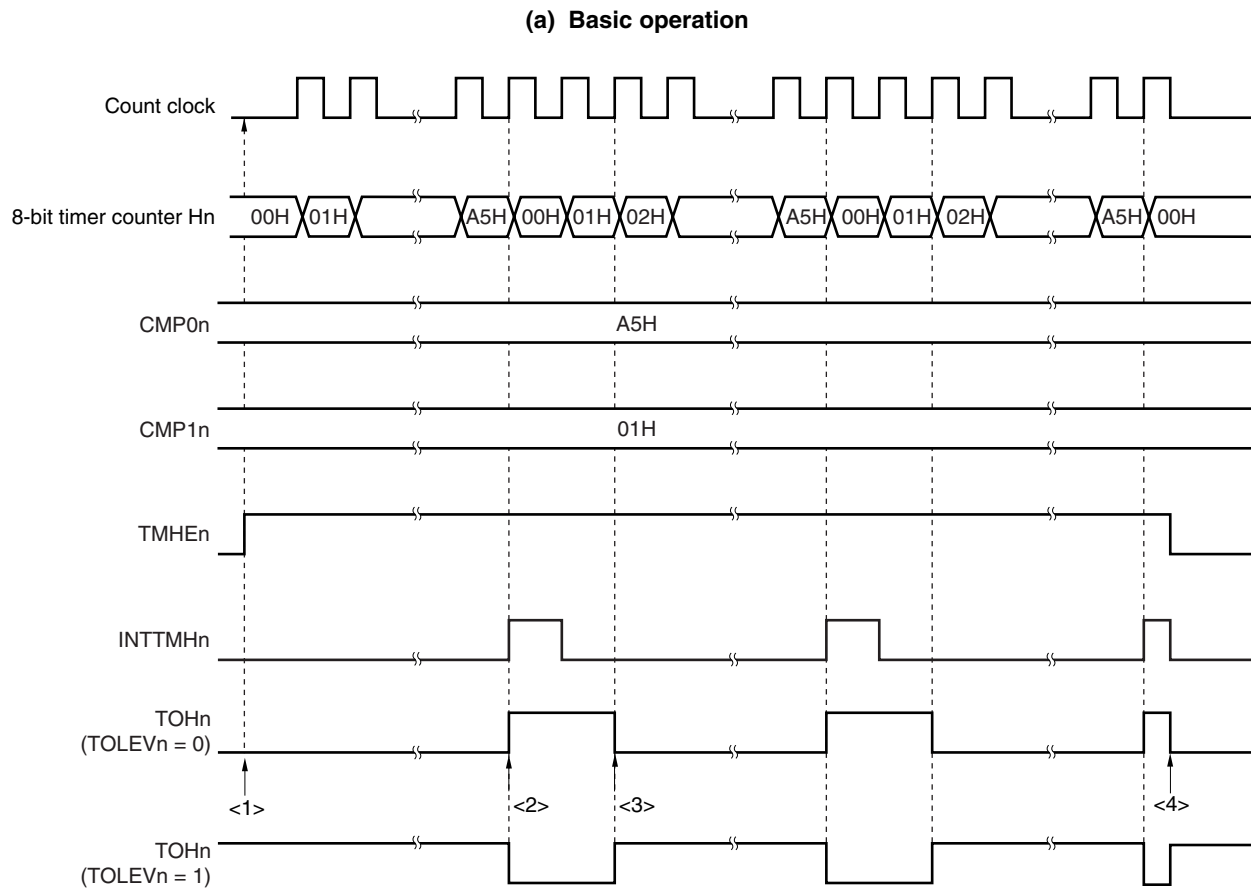 (a) Basic operation
Count clock
8-bit timer counter Hn 00H 01H A5H 00H 01H 02H A5H 00H 01H 02H A5H 00H
CMP0n A5H
CMP1n 01H
TMHEn
INTTMHn
TOHn
(TOLEVn = 0)
<1> <2> <3> <4>
TOHn
(TOLEVn = 1)